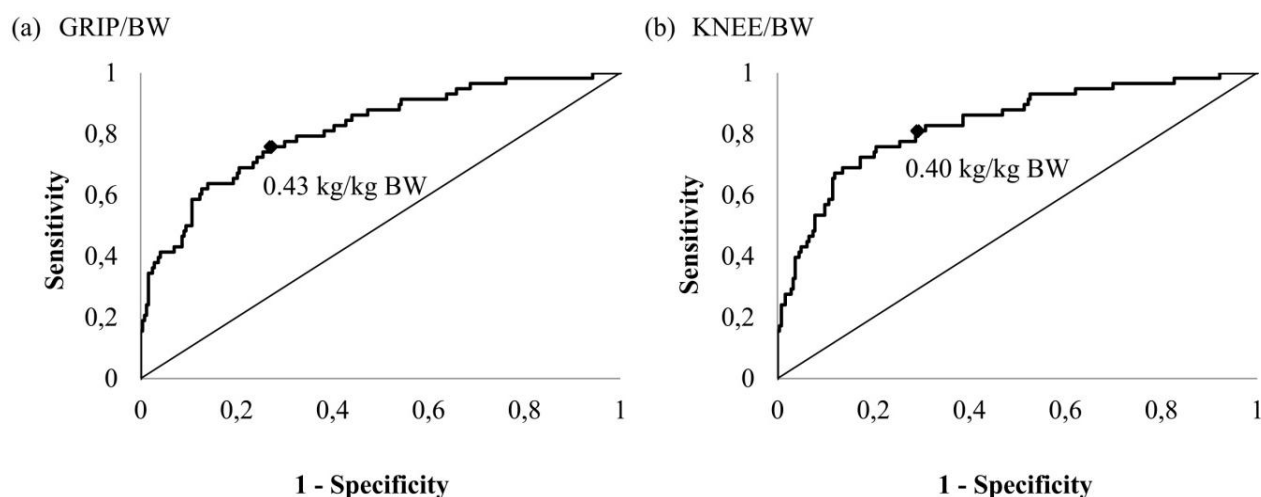 (a) GRIP/BW
1
0,8
0,6
0,4
0,2
0
Sensitivity
0.43 kg/kg BW
0 0,2 0,4 0,6 0,8 1
1 - Specificity
(b) KNEE/BW
1
0,8
0,6
0,4
0,2
0
Sensitivity
0.40 kg/kg BW
0 0,2 0,4 0,6 0,8 1
1 - Specificity